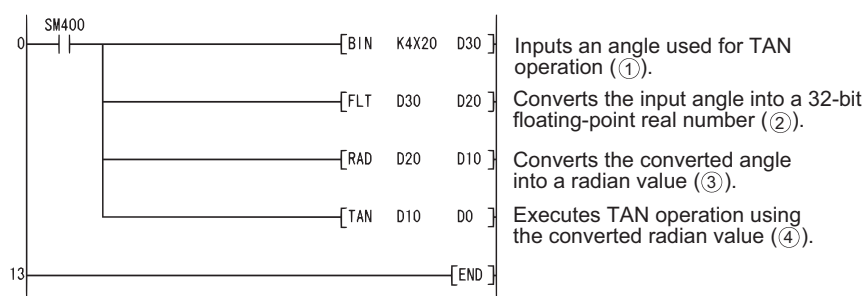 SM400
0 [BIN K4X20 D30 ] Inputs an angle used for TAN
operation (①).
[FLT D30 D20 ] Converts the input angle into a 32-bit
floating-point real number (②).
[RAD D20 D10 ] Converts the converted angle
into a radian value (③).
[TAN D10 D0 ] Executes TAN operation using
the converted radian value (④).
13 [END ]